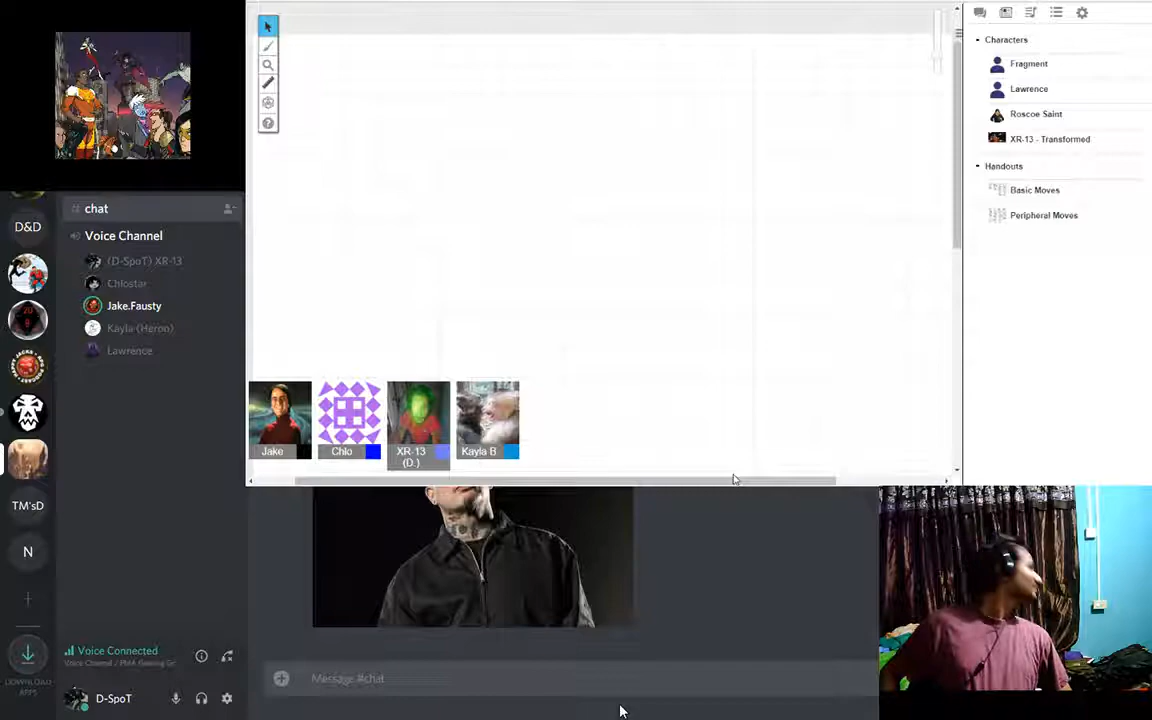 D&D
TM'sD
N
DOWNLOAD
APPS
# chat
Voice Channel
(D-SpoT) XR-13
Chlostar
Jake.Fausty
Kayla (Heron)
Lawrence
Voice Connected
Voice Channel / PMA Gaming Gr
D-SpoT
Jake
Chlo
XR-13
(D.)
Kayla B
Message #chat
Characters
Fragment
Lawrence
Roscoe Saint
XR-13 - Transformed
Handouts
Basic Moves
Peripheral Moves